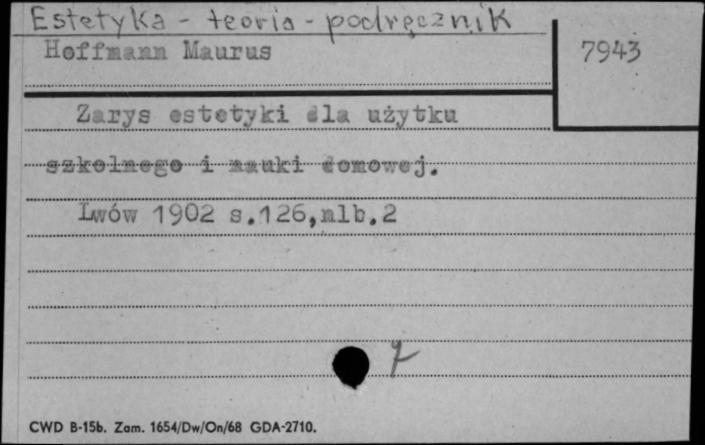 Estetyka - teoria - podręcznik
Hoffmann Maurus
7943
Zarys estetyki dla użytku
szkolnego i nauki domowej.
Lwów 1902 s.126,nlb.2
CWD B-15b. Zam. 1654/Dw/On/68 GDA-2710.